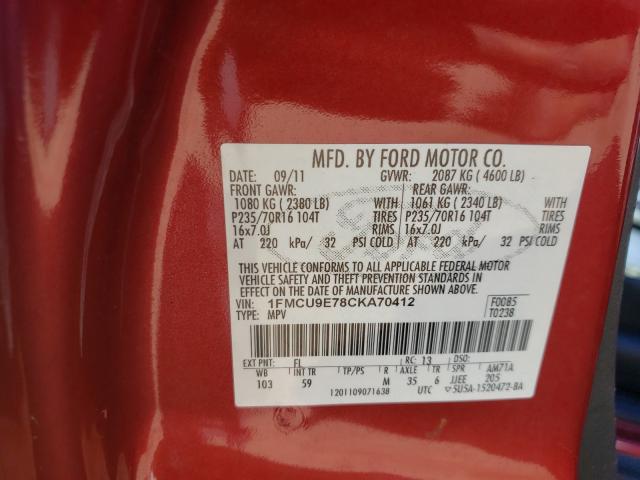 MFD. BY FORD MOTOR CO.
DATE: 09/11 GVWR: 2087 KG ( 4600 LB)
FRONT GAWR: REAR GAWR:
1080 KG ( 2380 LB) WITH 1061 KG ( 2340 LB) WITH
P235/70R16 104T TIRES P235/70R16 104T TIRES
16x7.0J RIMS 16x7.0J RIMS
AT 220 kPa/ 32 PSI COLD AT 220 kPa/ 32 PSI COLD
THIS VEHICLE CONFORMS TO ALL APPLICABLE FEDERAL MOTOR
VEHICLE SAFETY AND THEFT PREVENTION STANDARDS IN
EFFECT ON THE DATE OF MANUFACTURE SHOWN ABOVE.
VIN: 1FMCU9E78CKA70412 F0085
TYPE: MPV T0238
EXT PNT: FL RC: 13 DSO:
WB INT TR TP/PS R AXLE TR SPR AM71A
103 59 M 35 6 JJEE 205
1201109071638 UTC 5U5A-1520472-BA
Ford